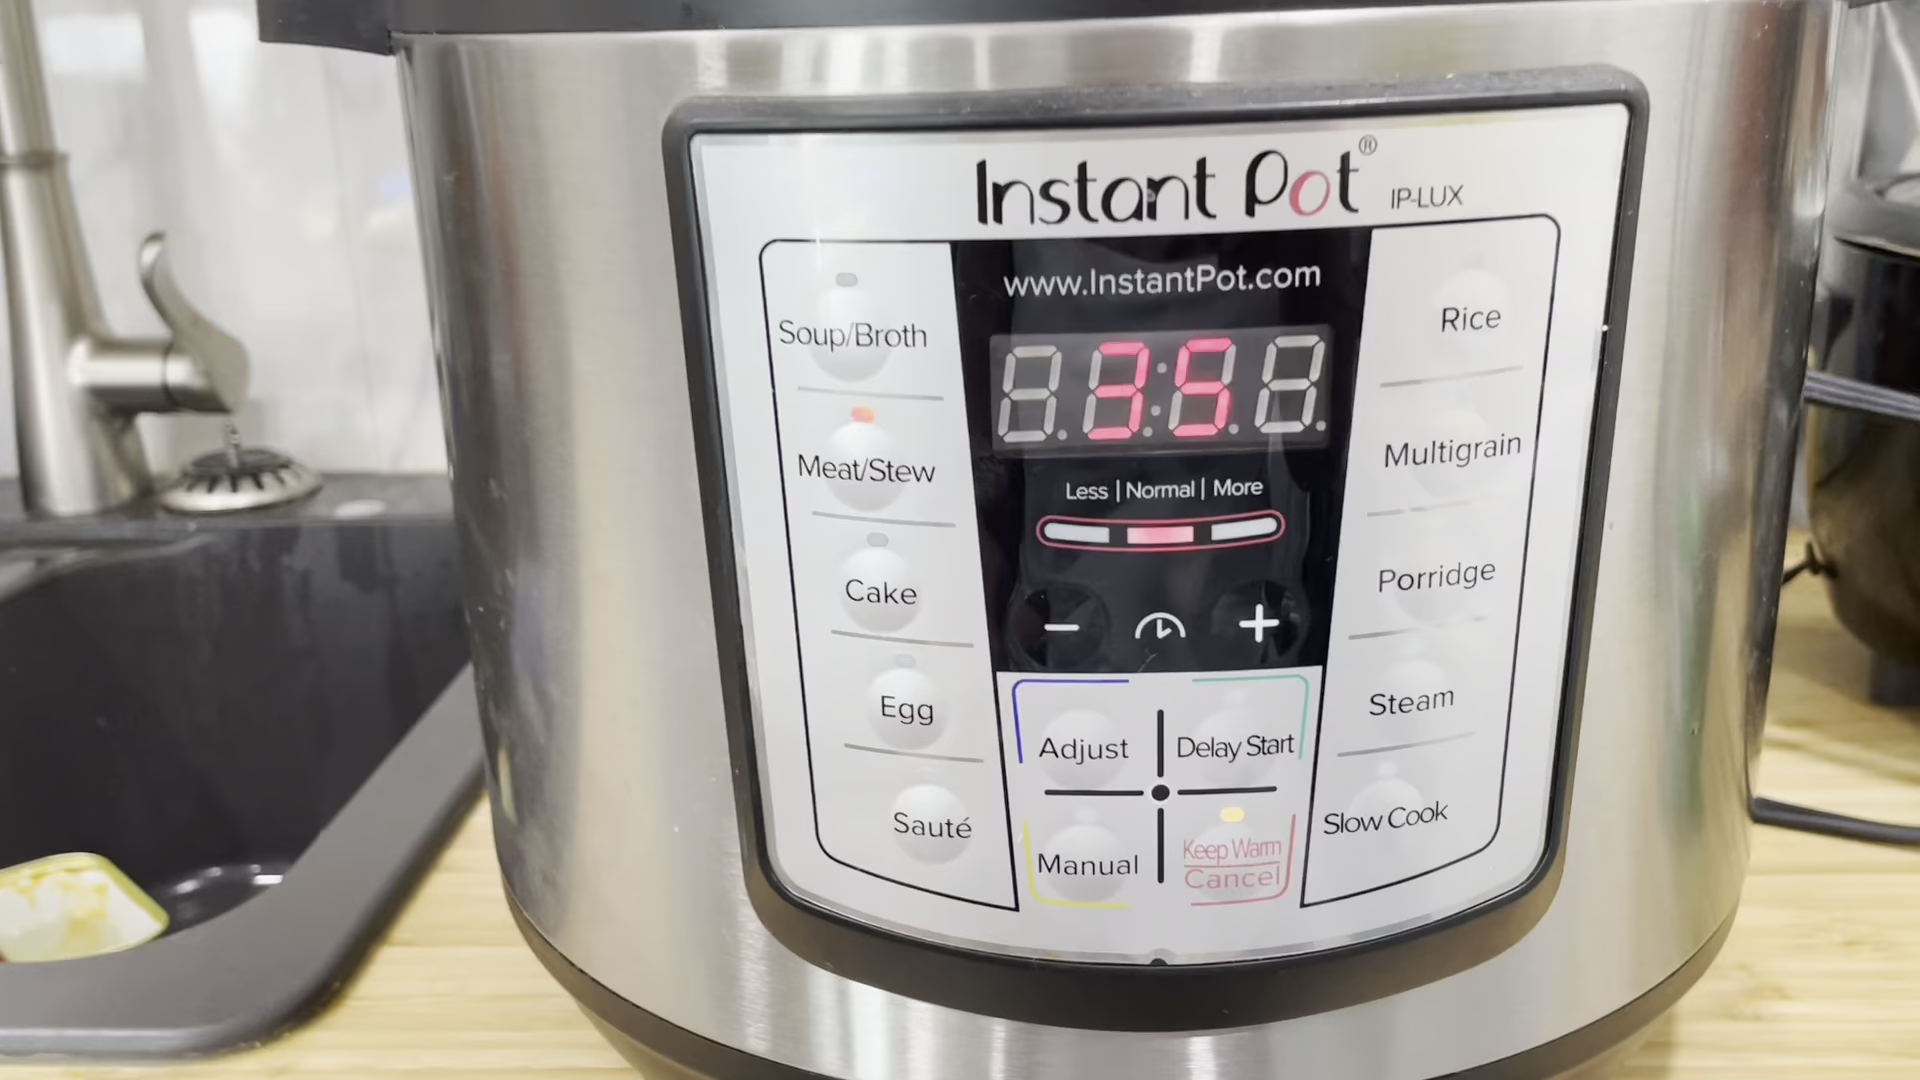 Instant Pot® IP-LUX
www.InstantPot.com
35
Less | Normal | More
Soup/Broth
Meat/Stew
Cake
Egg
Sauté
− +
Adjust
Delay Start
Manual
Keep Warm
Cancel
Rice
Multigrain
Porridge
Steam
Slow Cook